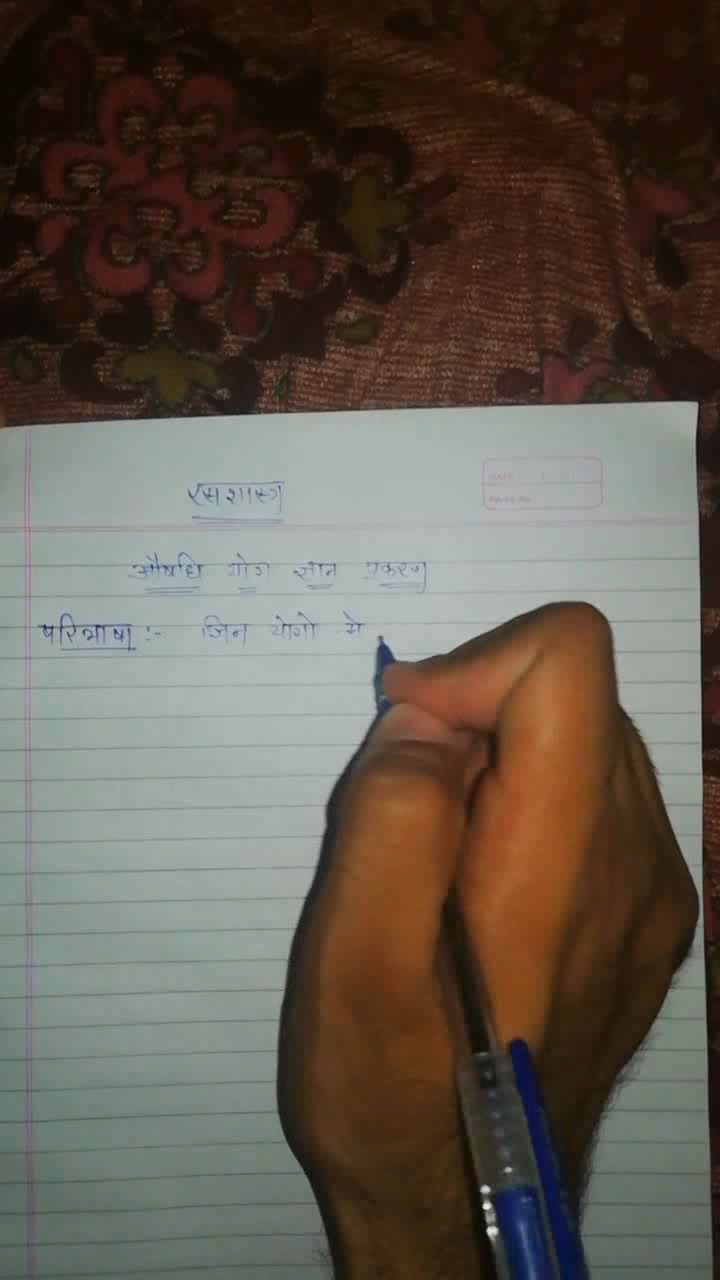 रसशास्त्र
औषधि योग ज्ञान प्रकरण
परिभाषा :- जिन योगो मे